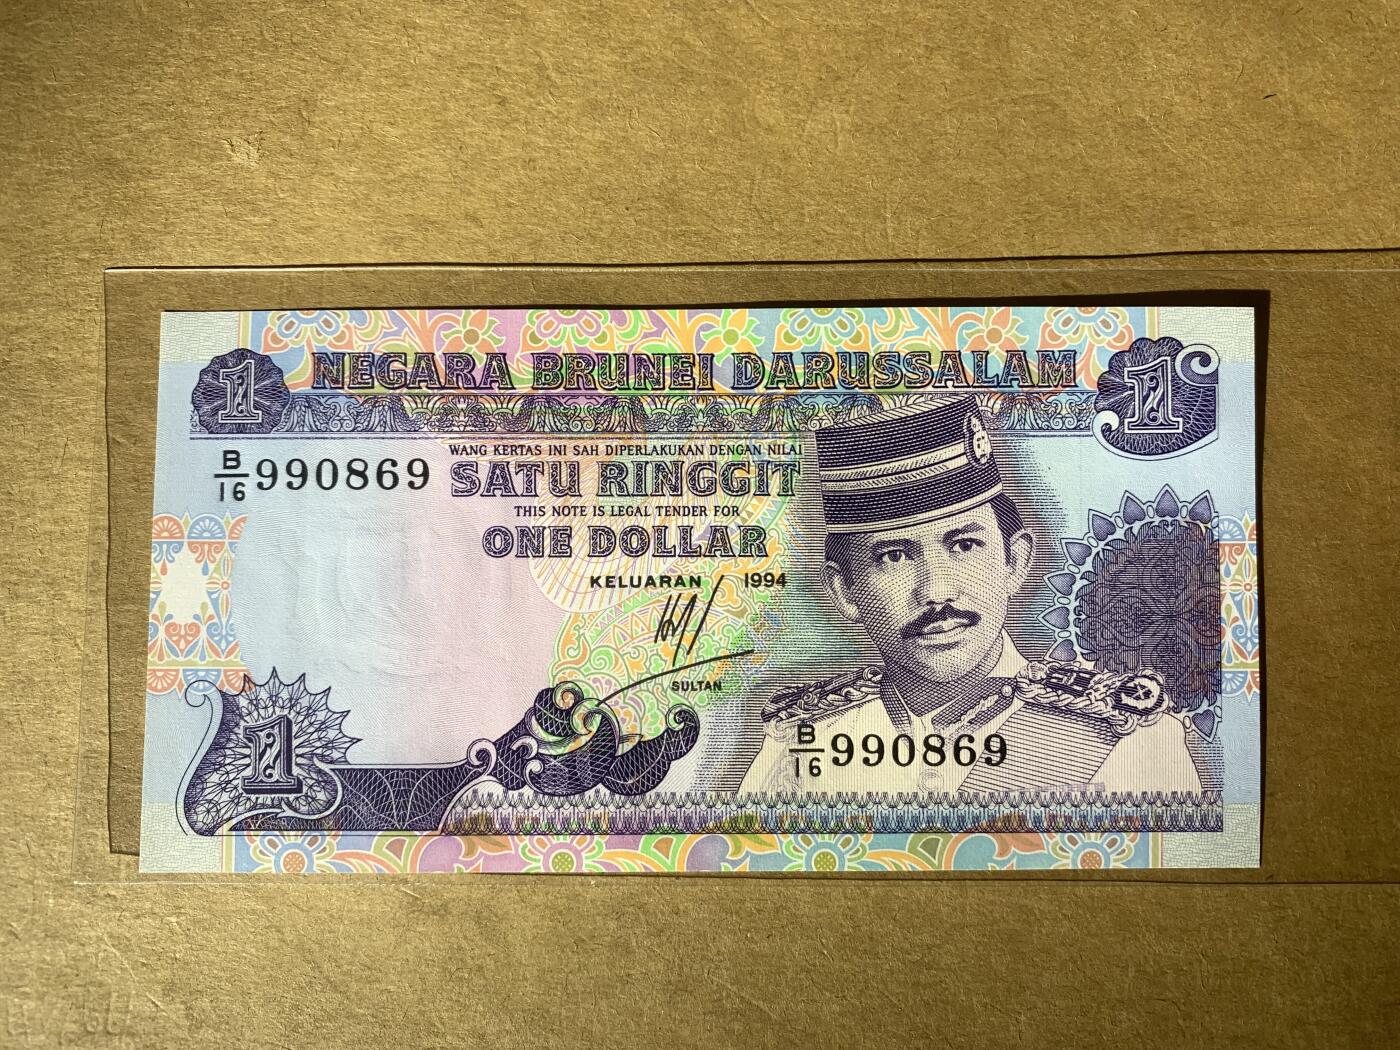 1 NEGARA BRUNEI DARUSSALAM 1
WANG KERTAS INI SAH DIPERLAKUKAN DENGAN NILAI
B/16 990869
SATU RINGGIT
THIS NOTE IS LEGAL TENDER FOR
ONE DOLLAR
KELUARAN 1994
SULTAN
1
B/16 990869